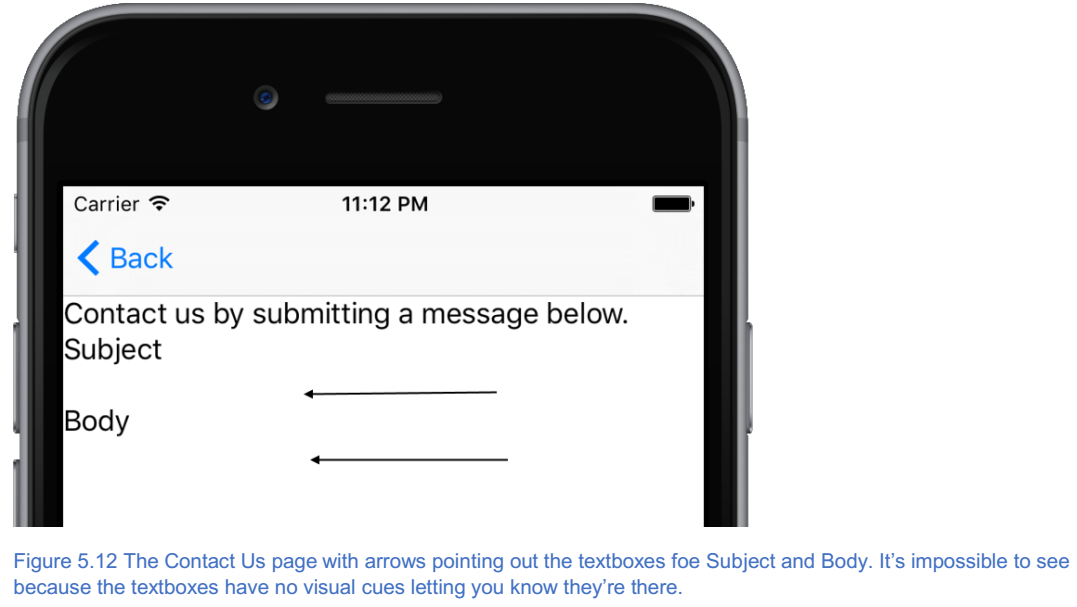 Carrier
11:12 PM
Back
Contact us by submitting a message below.
Subject
Body
Figure 5.12 The Contact Us page with arrows pointing out the textboxes foe Subject and Body. It’s impossible to see
because the textboxes have no visual cues letting you know they’re there.